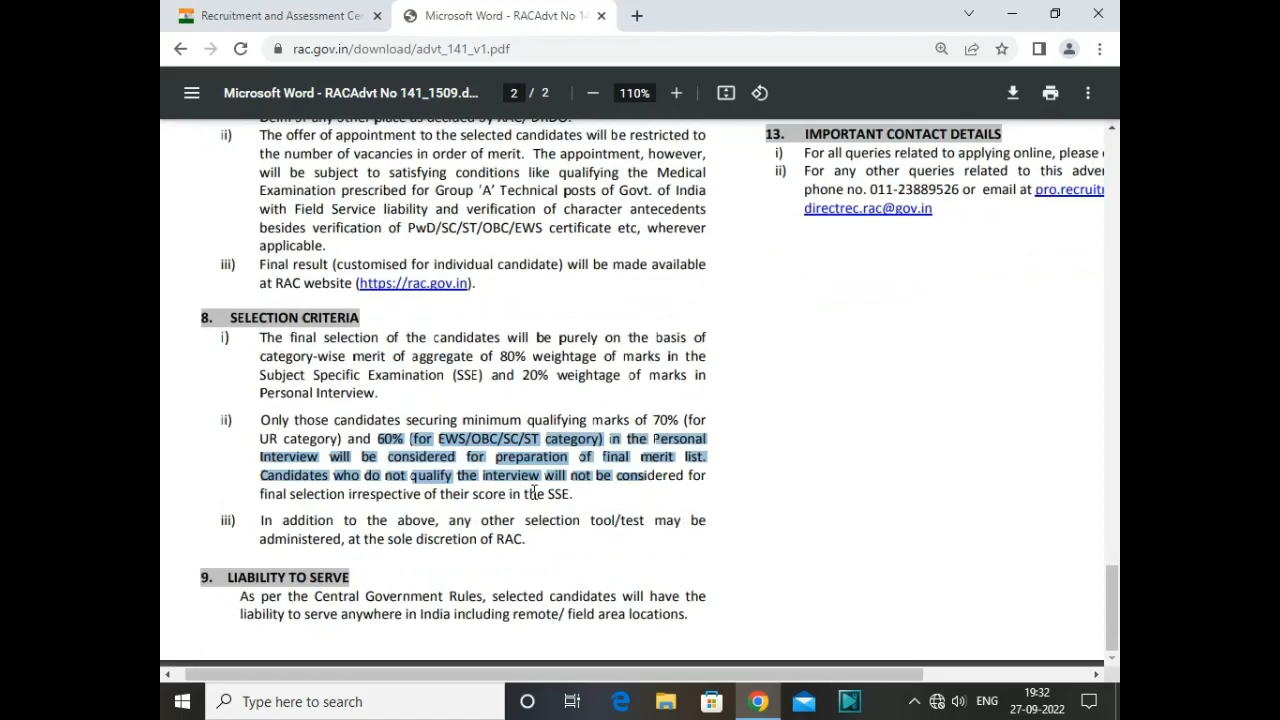 Recruitment and Assessment Ce
Microsoft Word - RACAdvt No 14
rac.gov.in/download/advt_141_v1.pdf
Microsoft Word - RACAdvt No 141_1509.d...
2 / 2
110%
ii) The offer of appointment to the selected candidates will be restricted to
the number of vacancies in order of merit. The appointment, however,
will be subject to satisfying conditions like qualifying the Medical
Examination prescribed for Group 'A' Technical posts of Govt. of India
with Field Service liability and verification of character antecedents
besides verification of PwD/SC/ST/OBC/EWS certificate etc, wherever
applicable.
iii) Final result (customised for individual candidate) will be made available
at RAC website (https://rac.gov.in).
8. SELECTION CRITERIA
i) The final selection of the candidates will be purely on the basis of
category-wise merit of aggregate of 80% weightage of marks in the
Subject Specific Examination (SSE) and 20% weightage of marks in
Personal Interview.
ii) Only those candidates securing minimum qualifying marks of 70% (for
UR category) and 60% (for EWS/OBC/SC/ST category) in the Personal
Interview will be considered for preparation of final merit list.
Candidates who do not qualify the interview will not be considered for
final selection irrespective of their score in the SSE.
iii) In addition to the above, any other selection tool/test may be
administered, at the sole discretion of RAC.
9. LIABILITY TO SERVE
As per the Central Government Rules, selected candidates will have the
liability to serve anywhere in India including remote/ field area locations.
13. IMPORTANT CONTACT DETAILS
i) For all queries related to applying online, please
ii) For any other queries related to this adver
phone no. 011-23889526 or email at pro.recruitn
directrec.rac@gov.in
Type here to search
ENG
19:32
27-09-2022